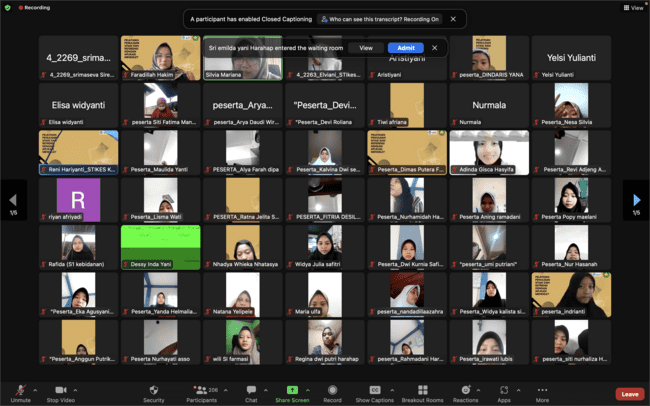 Recording
View
A participant has enabled Closed Captioning
Who can see this transcript? Recording On
Sri emilda yani Harahap entered the waiting room
View
Admit
4_2269_srima...
Aristiyani
Yelsi Yulianti
4_2269_srimaseva Sire...
Faradillah Hakim
Silvia Mariana
4_2263_Elviani_STIkes...
Aristiyani
peserta_DINDARIS YANA
Yelsi Yulianti
Elisa widyanti
peserta_Arya...
"Peserta_Devi...
Nurmala
Elisa widyanti
peserta Siti Fatima Man...
peserta_Arya Daudi Wir...
"Peserta_Devi Roliana
Tiwi afriana
Nurmala
Peserta_Nesa Silvia
Reni Hariyanti_STIKES K...
Peserta_Maulida Yanti
PESERTA_Alya Farah dipa
Peserta_Kalvina Dwi se...
Peserta_Dimas Putera F...
Adinda Gisca Hasyifa
Peserta_Revi Adjeng A...
1/5
1/5
R
riyan afriyadi
Peserta_Lisma Wati
PESERTA_Ratna Jelita S...
PESERTA_FITRIA DESIL...
Peserta_Nurhamidah Ha...
Peserta Aning ramadani
Peserta Popy maelani
Rafida (S1 kebidanan)
Dessy Inda Yani
Nhadya Whieka Nhatasya
Widya Julia safitri
Peserta_Dwi Kurnia Safi...
"peserta_umi putriani"
Peserta_Nur Hasanah
"Peserta_Eka Agusyani...
Peserta_Yanda Helmalia...
Natana Yelipele
Maria ulfa
peserta_nandadillaazahra
Peserta_Widya kalista si...
peserta_indrianti
"Peserta_Anggun Putrik...
Peserta Nurhayati asso
will SI farmasi
Regina dwi putri harahap
peserta_Rahmadani Har...
Peserta_irawati lubis
peserta_siti nurhaliza H...
Unmute
Stop Video
Security
Participants
206
Chat
Share Screen
Record
Show Captions
Breakout Rooms
Reactions
Apps
More
Leave